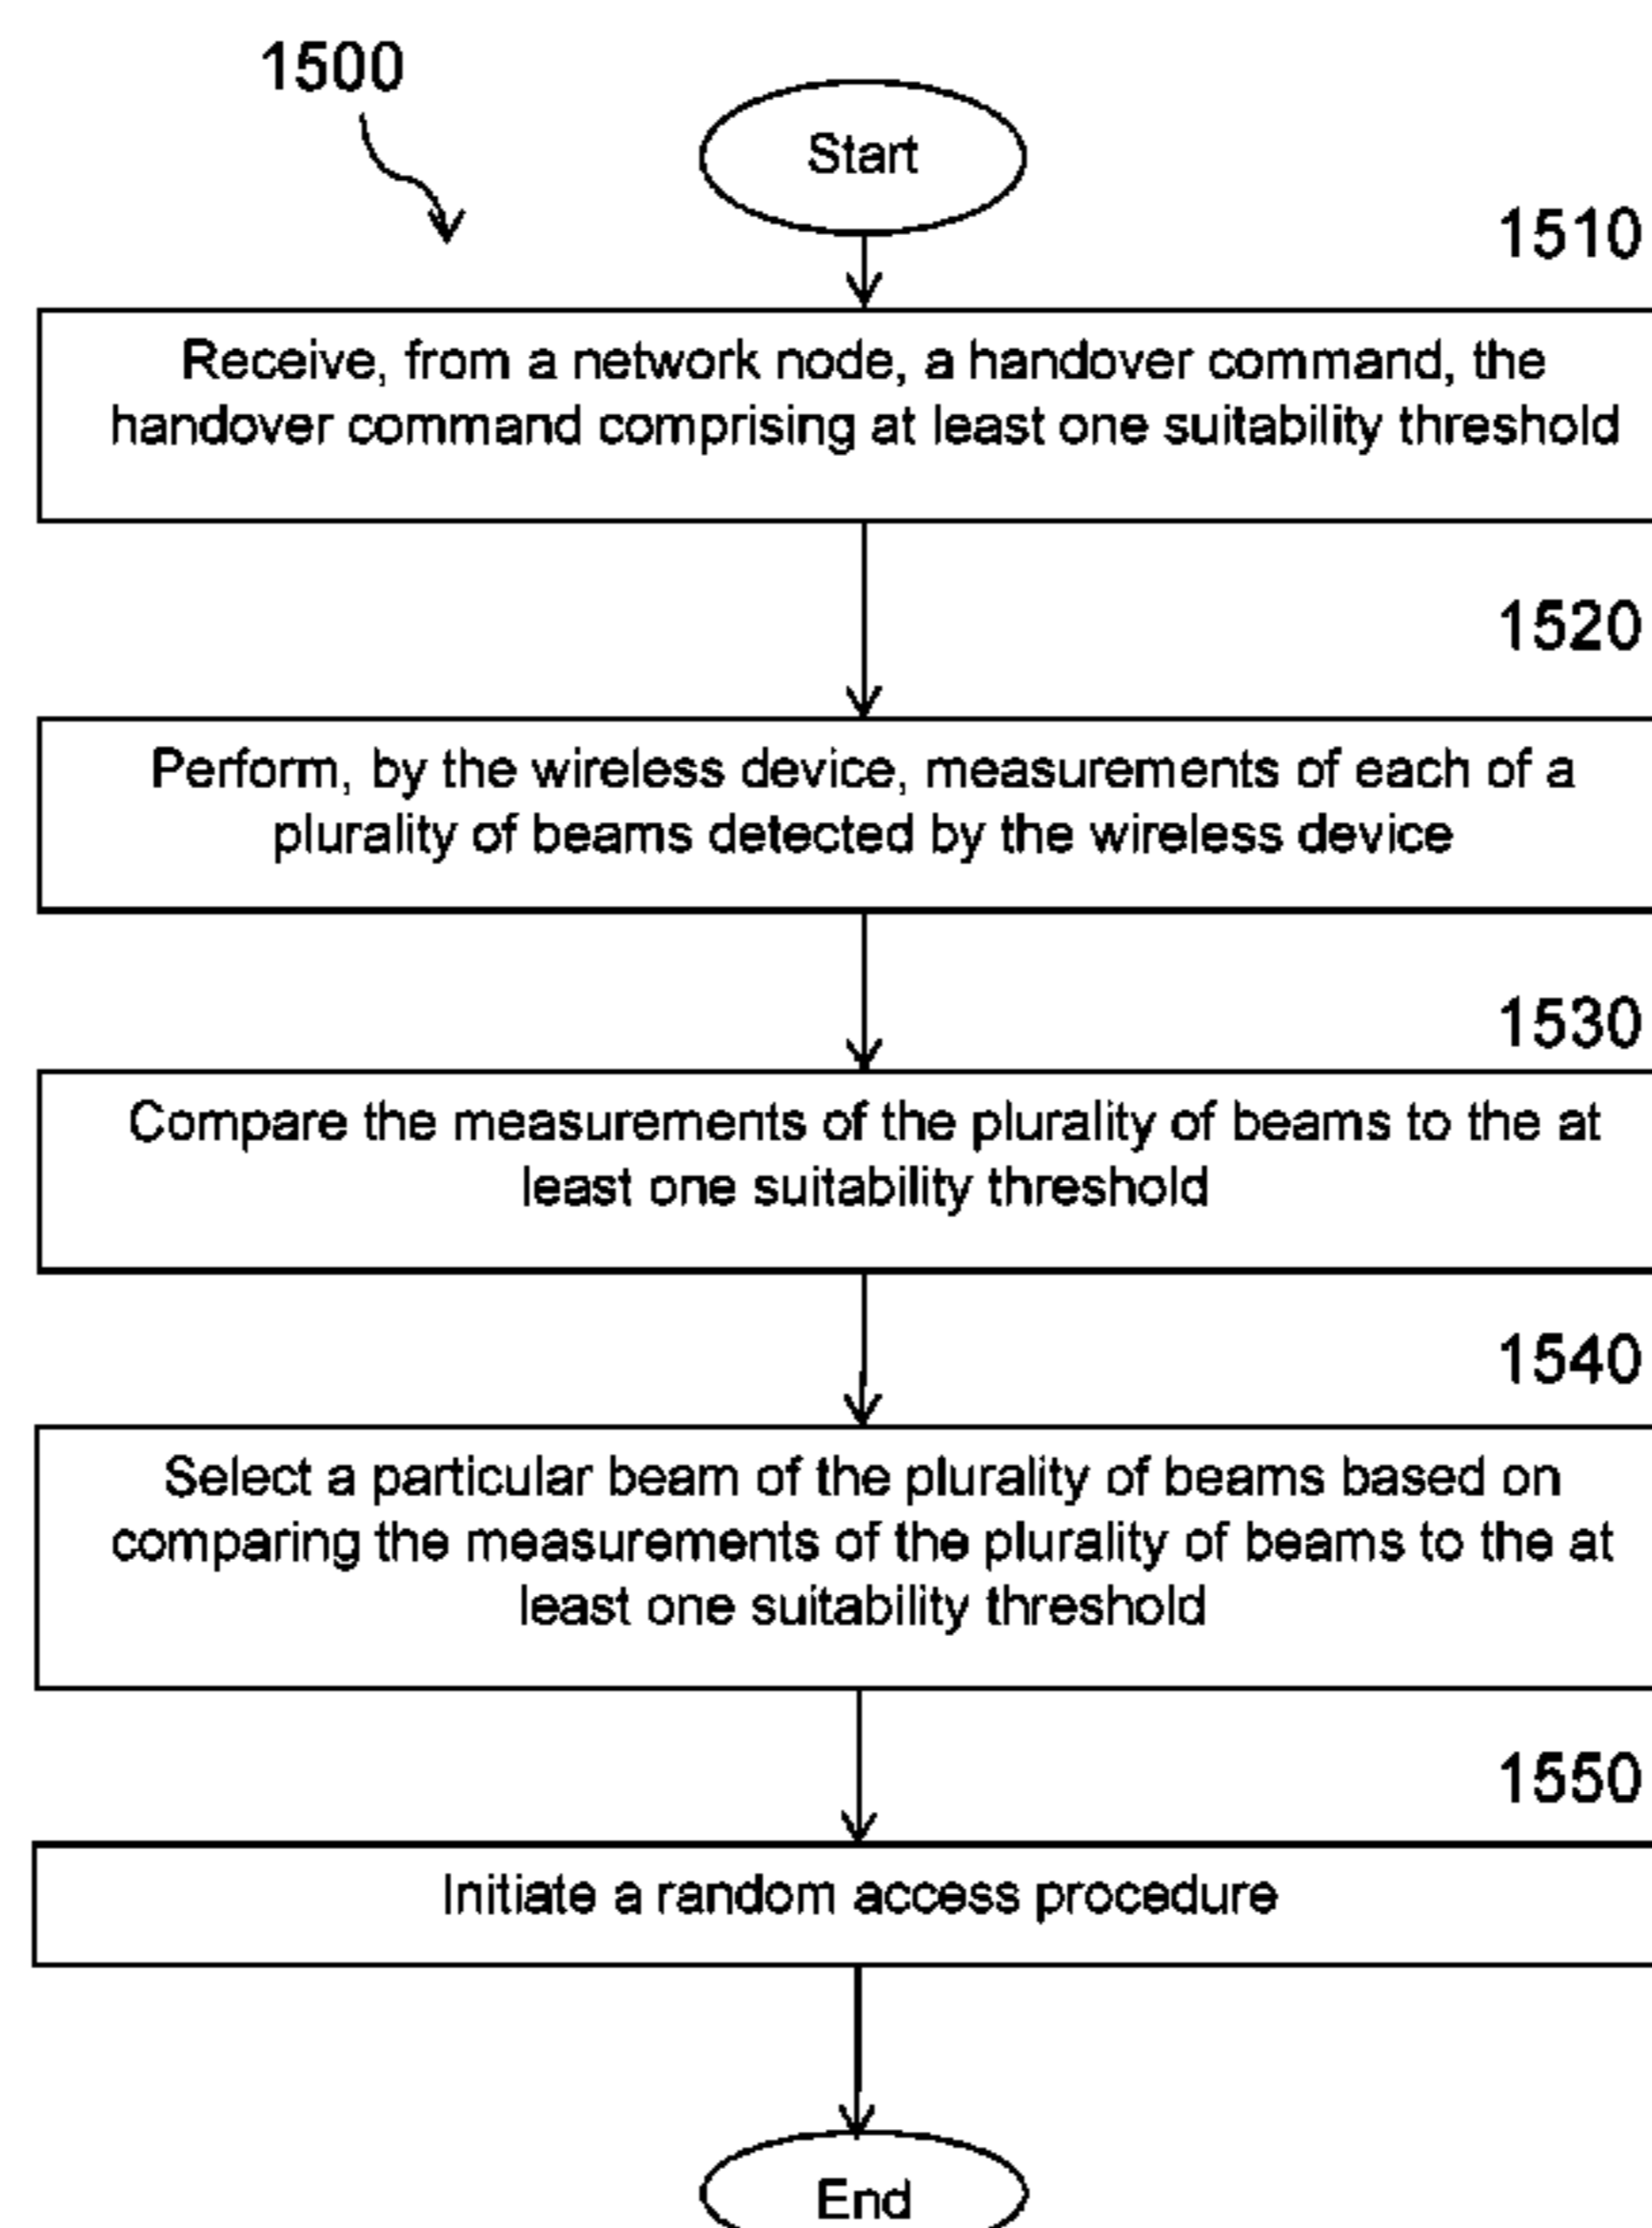 1500
Start
1510
Receive, from a network node, a handover command, the
handover command comprising at least one suitability threshold
1520
Perform, by the wireless device, measurements of each of a
plurality of beams detected by the wireless device
1530
Compare the measurements of the plurality of beams to the at
least one suitability threshold
1540
Select a particular beam of the plurality of beams based on
comparing the measurements of the plurality of beams to the at
least one suitability threshold
1550
Initiate a random access procedure
End